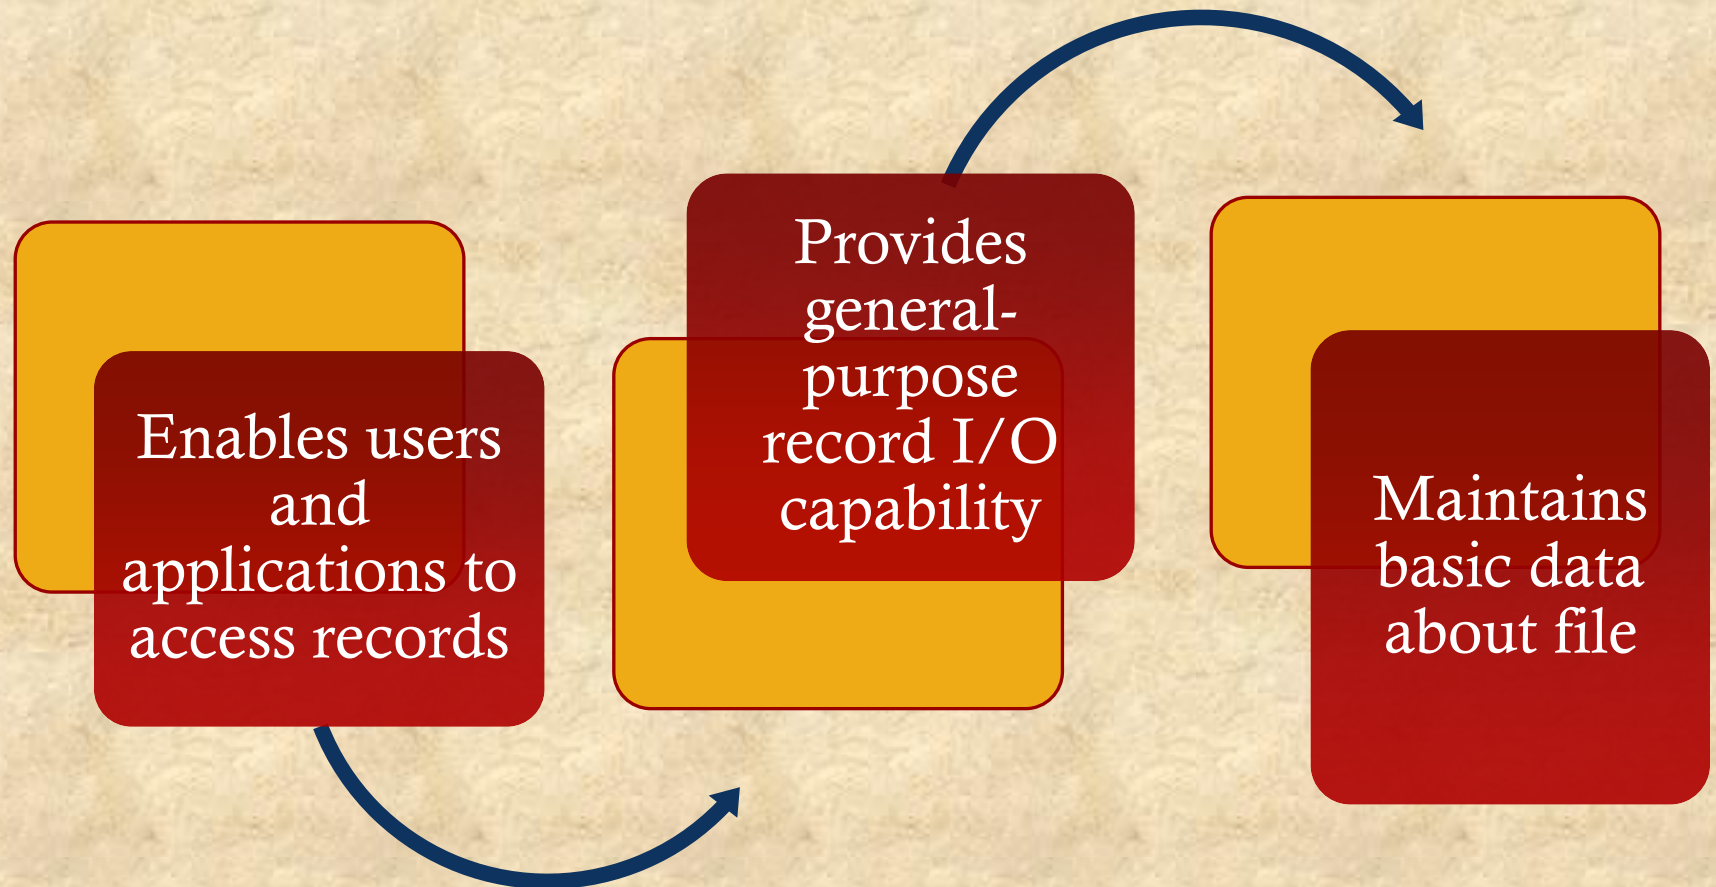 Enables users
and
applications to
access records
Provides
general-
purpose
record I/O
capability
Maintains
basic data
about file